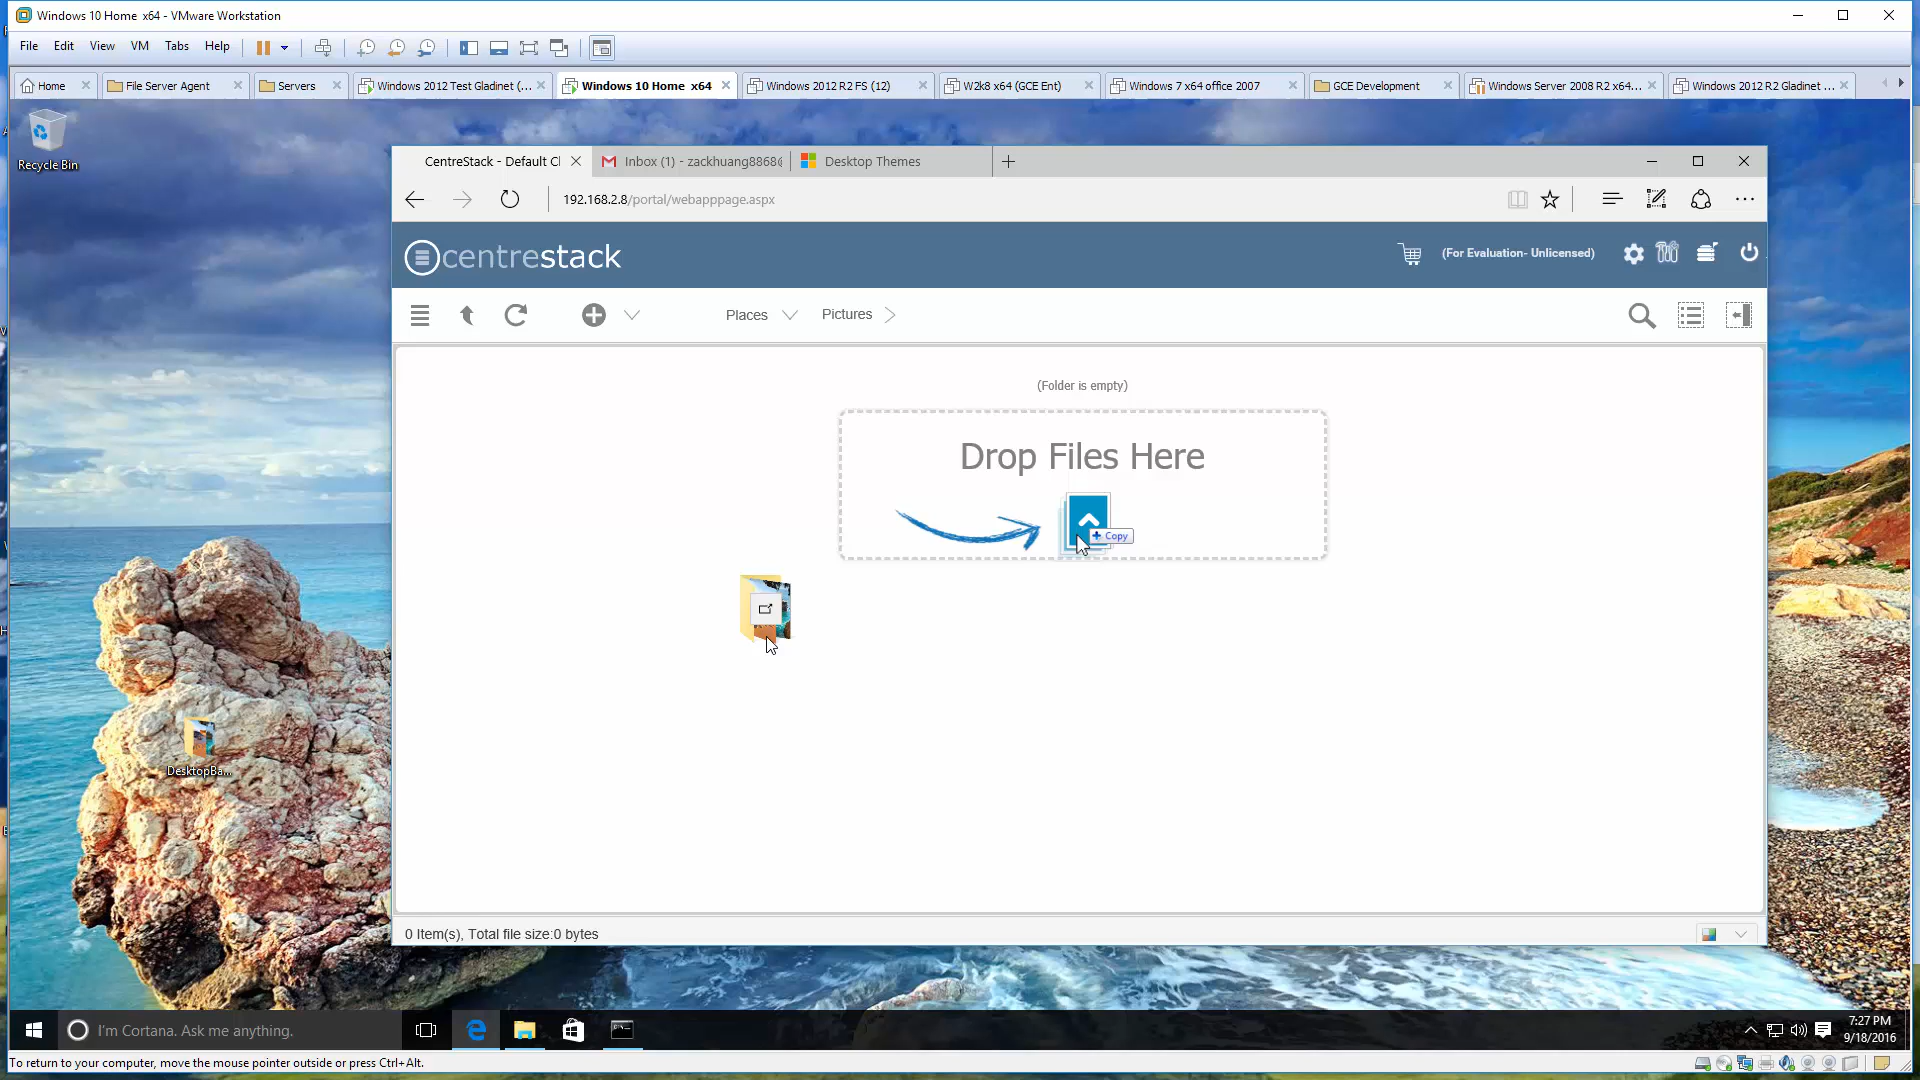 Windows 10 Home x64 - VMware Workstation
File Edit View VM Tabs Help
Home File Server Agent Servers Windows 2012 Test Gladinet (... Windows 10 Home x64 Windows 2012 R2 FS (12) W2k8 x64 (GCE Ent) Windows 7 x64 office 2007 GCE Development Windows Server 2008 R2 x64... Windows 2012 R2 Gladinet ...
Recycle Bin
CentreStack - Default Cl Inbox (1) - zackhuang8868@ Desktop Themes
192.168.2.8/portal/webapppage.aspx
centrestack (For Evaluation- Unlicensed)
Places Pictures
(Folder is empty)
Drop Files Here
Copy
DesktopBa...
0 Item(s), Total file size:0 bytes
I'm Cortana. Ask me anything.
7:27 PM
9/18/2016
To return to your computer, move the mouse pointer outside or press Ctrl+Alt.